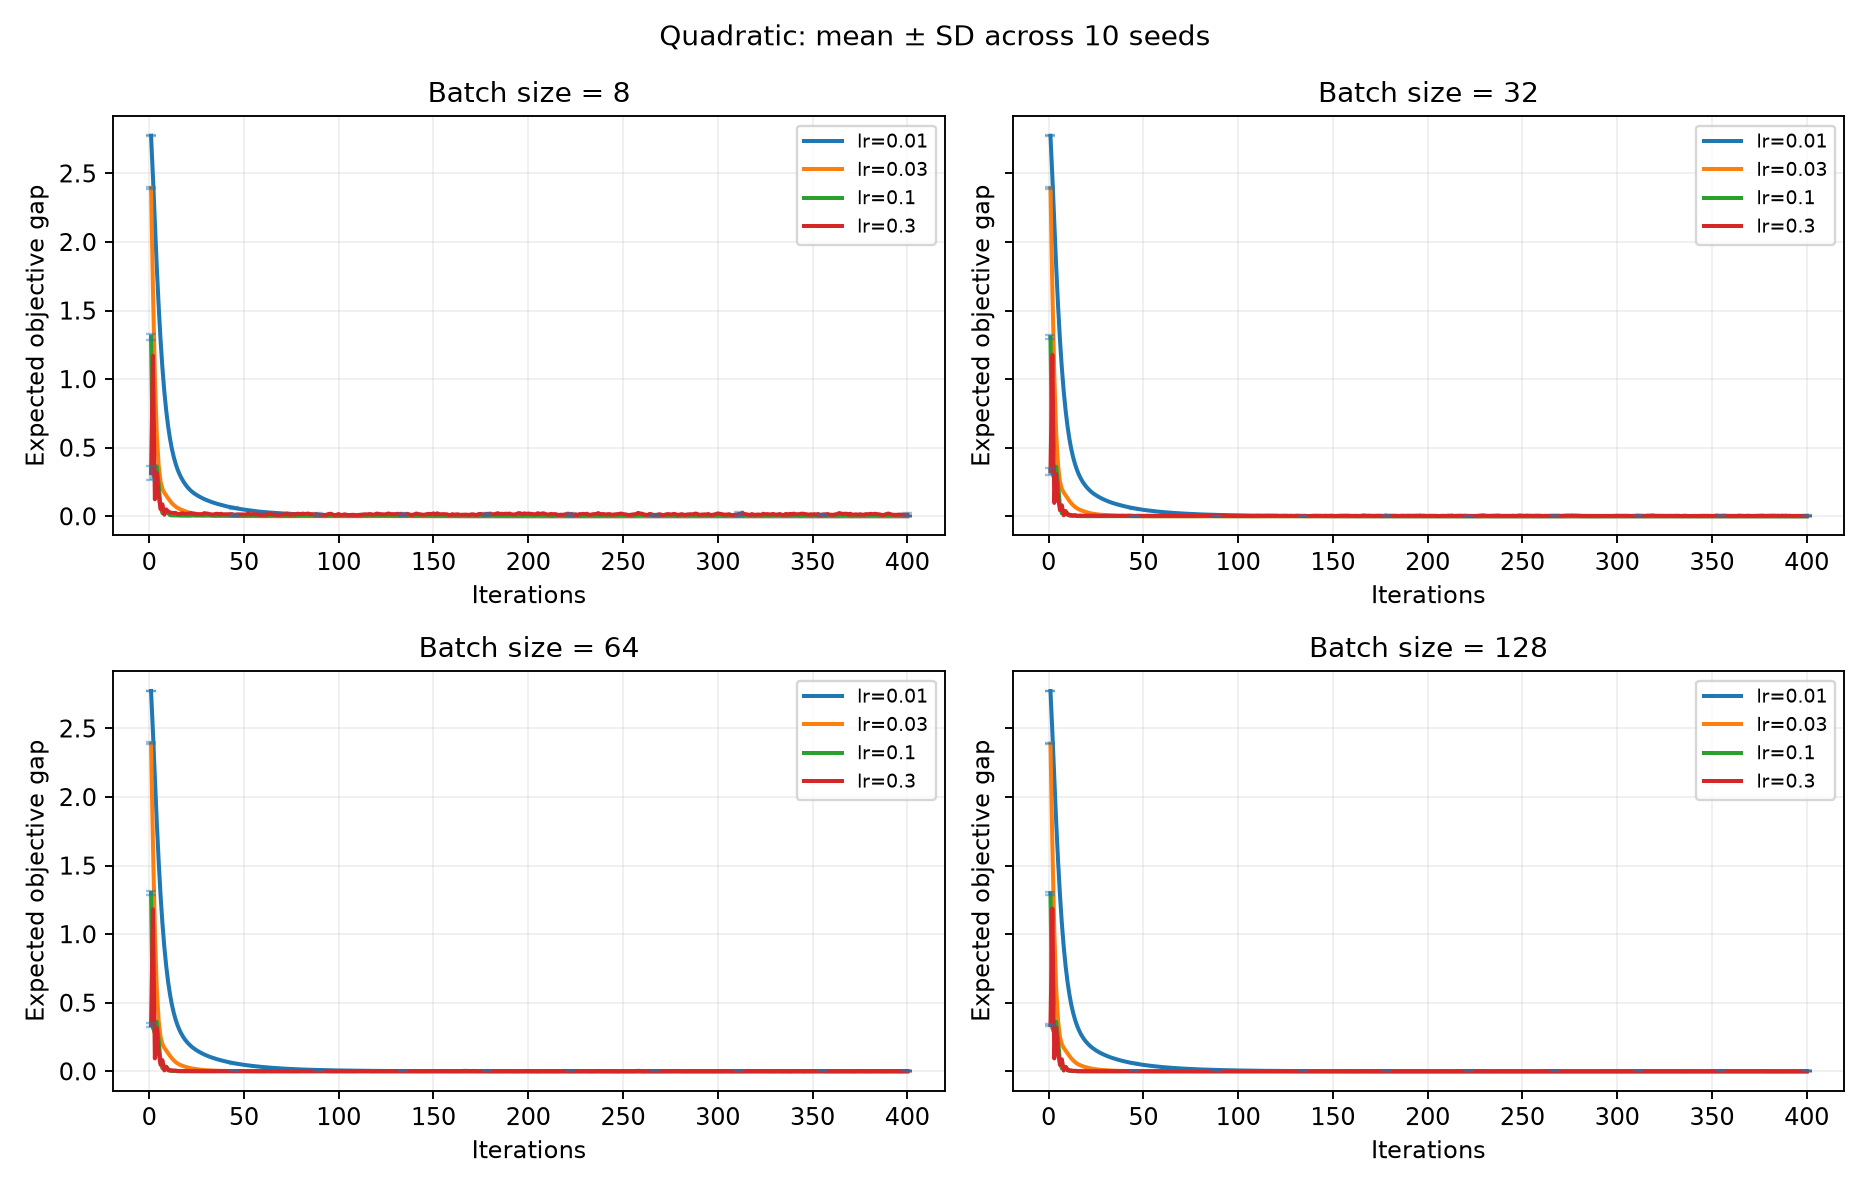 Quadratic: mean ± SD across 10 seeds
Batch size = 8
Expected objective gap
2.5
2.0
1.5
1.0
0.5
0.0
lr=0.01
lr=0.03
lr=0.1
lr=0.3
0 50 100 150 200 250 300 350 400
Iterations
Batch size = 32
Expected objective gap
lr=0.01
lr=0.03
lr=0.1
lr=0.3
0 50 100 150 200 250 300 350 400
Iterations
Batch size = 64
Expected objective gap
2.5
2.0
1.5
1.0
0.5
0.0
lr=0.01
lr=0.03
lr=0.1
lr=0.3
0 50 100 150 200 250 300 350 400
Iterations
Batch size = 128
Expected objective gap
lr=0.01
lr=0.03
lr=0.1
lr=0.3
0 50 100 150 200 250 300 350 400
Iterations